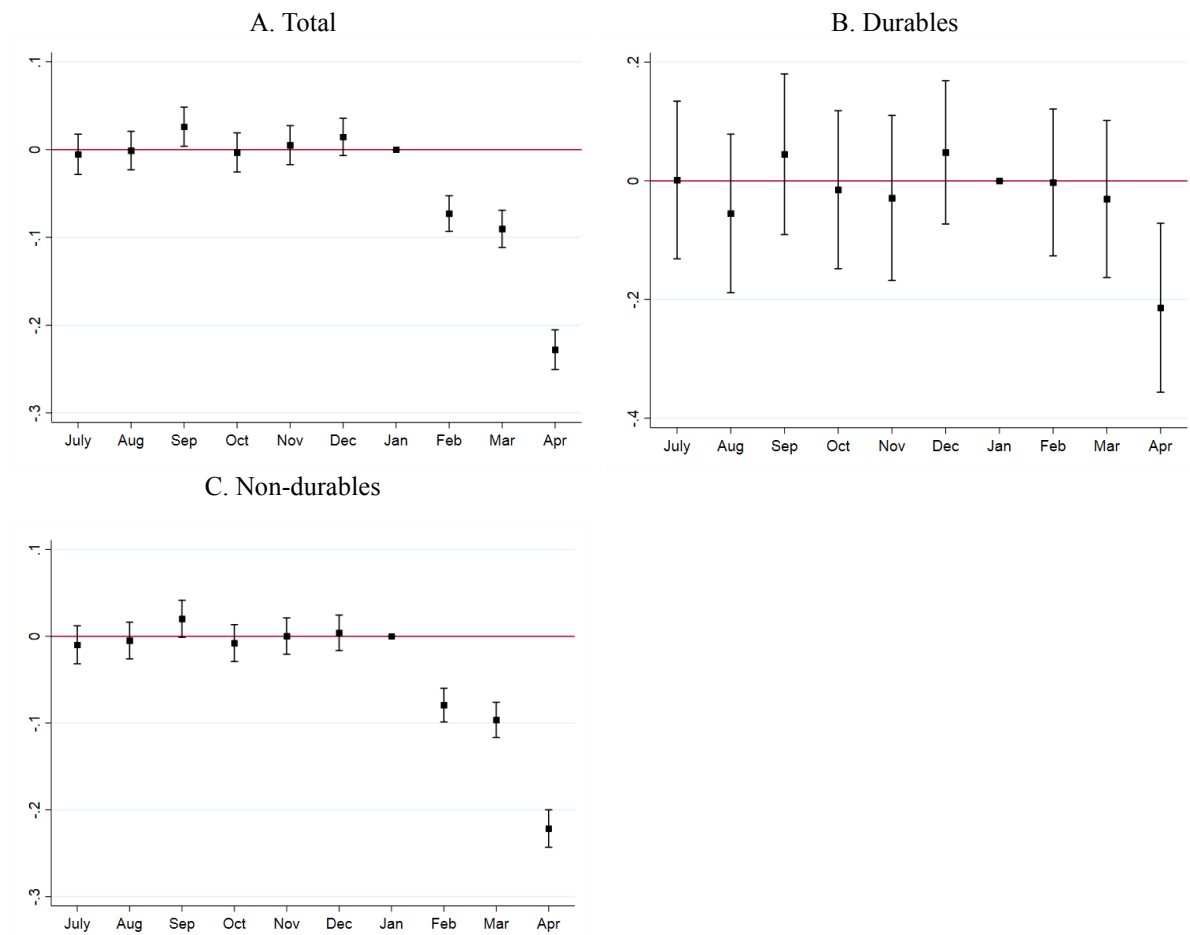 A. Total
.1
0
-.1
-.2
-.3
July Aug Sep Oct Nov Dec Jan Feb Mar Apr
B. Durables
.2
0
-.2
-.4
July Aug Sep Oct Nov Dec Jan Feb Mar Apr
C. Non-durables
.1
0
-.1
-.2
-.3
July Aug Sep Oct Nov Dec Jan Feb Mar Apr